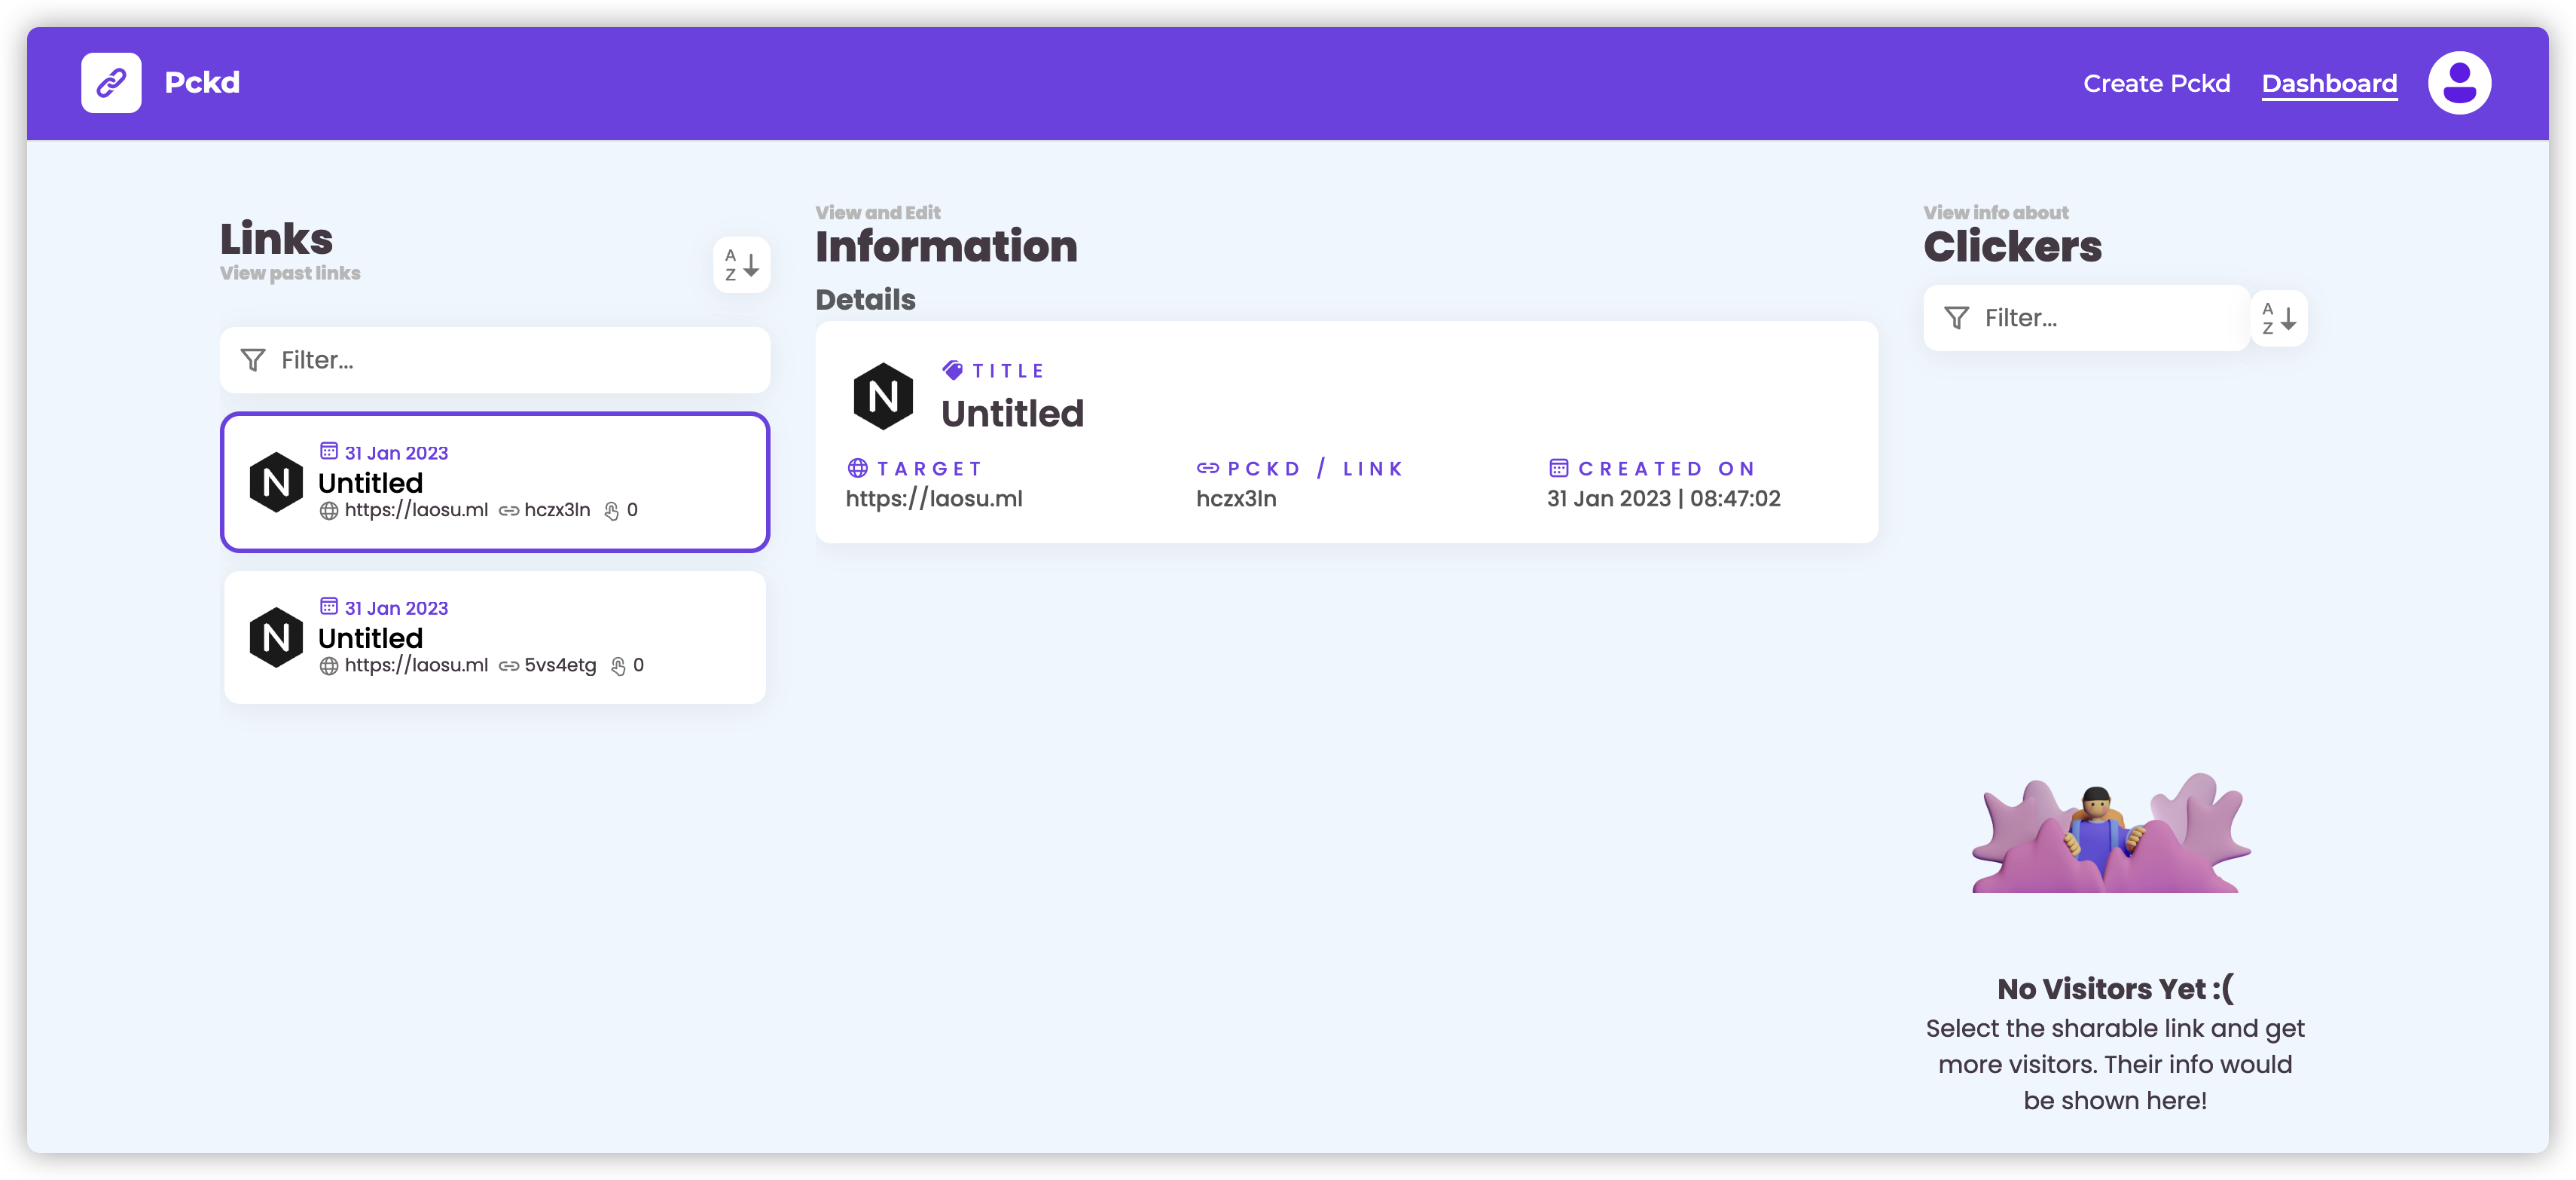 Pckd
Create Pckd
Dashboard
Links
View past links
A
Z
Filter...
31 Jan 2023
Untitled
https://laosu.ml hczx3ln 0
31 Jan 2023
Untitled
https://laosu.ml 5vs4etg 0
View and Edit
Information
Details
N
TITLE
Untitled
TARGET
https://laosu.ml
PCKD / LINK
hczx3ln
CREATED ON
31 Jan 2023 | 08:47:02
View info about
Clickers
Filter...
A
Z
No Visitors Yet :(
Select the sharable link and get
more visitors. Their info would
be shown here!